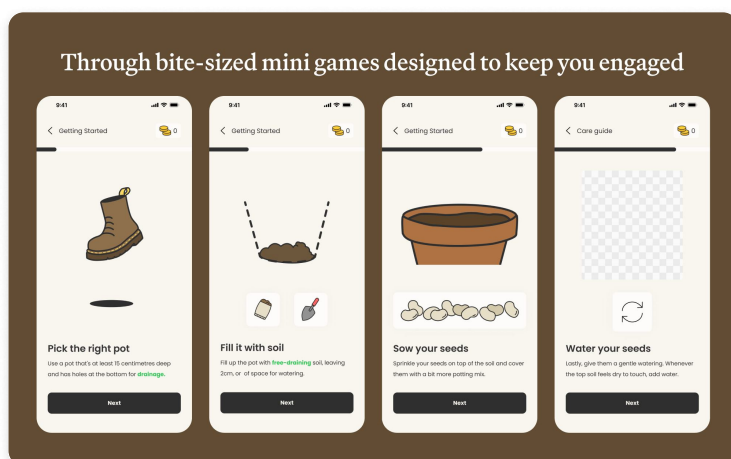 Through bite-sized mini games designed to keep you engaged
9:41
Getting Started
0
Pick the right pot
Use a pot that's at least 15 centimetres deep
and has holes at the bottom for drainage.
Next
9:41
Getting Started
0
Fill it with soil
Fill up the pot with free-draining soil, leaving
2cm, or of space for watering.
Next
9:41
Getting Started
0
Sow your seeds
Sprinkle your seeds on top of the soil and cover
them with a bit more potting mix.
Next
9:41
Care guide
0
Water your seeds
Lastly, give them a gentle watering. Whenever
the top soil feels dry to touch, add water.
Next